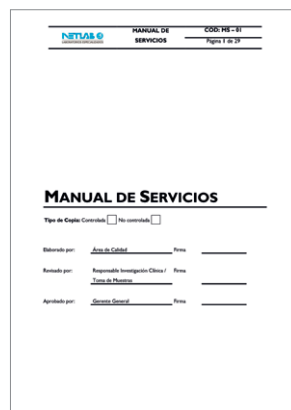 NETLAB
LABORATORIOS ESPECIALIZADOS
MANUAL DE
SERVICIOS
COD: MS – 01
Página 1 de 29
MANUAL DE SERVICIOS
Tipo de Copia: Controlada No controlada
Elaborado por: Área de Calidad Firma
Revisado por: Responsable Investigación Clínica / Firma
Toma de Muestras
Aprobado por: Gerente General Firma